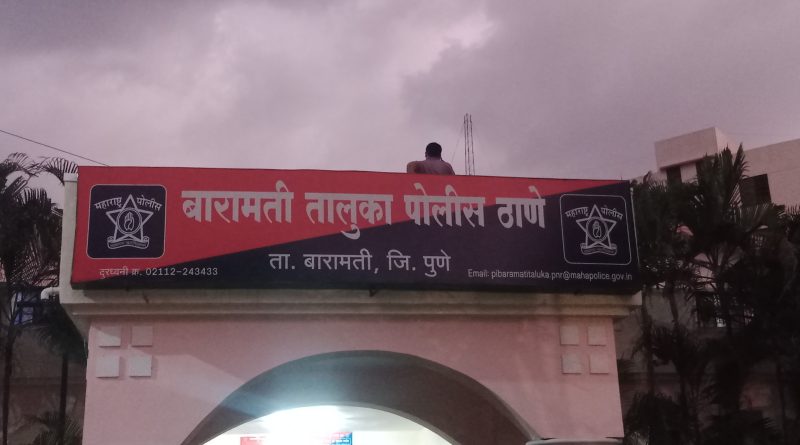 बारामती तालुका पोलीस ठाणे
ता. बारामती, जि. पुणे
महाराष्ट्र पोलीस
महाराष्ट्र पोलीस
दुरध्वनी क्र. 02112-243433
Email: pibaramatitaluka.pnr@mahapolice.gov.in